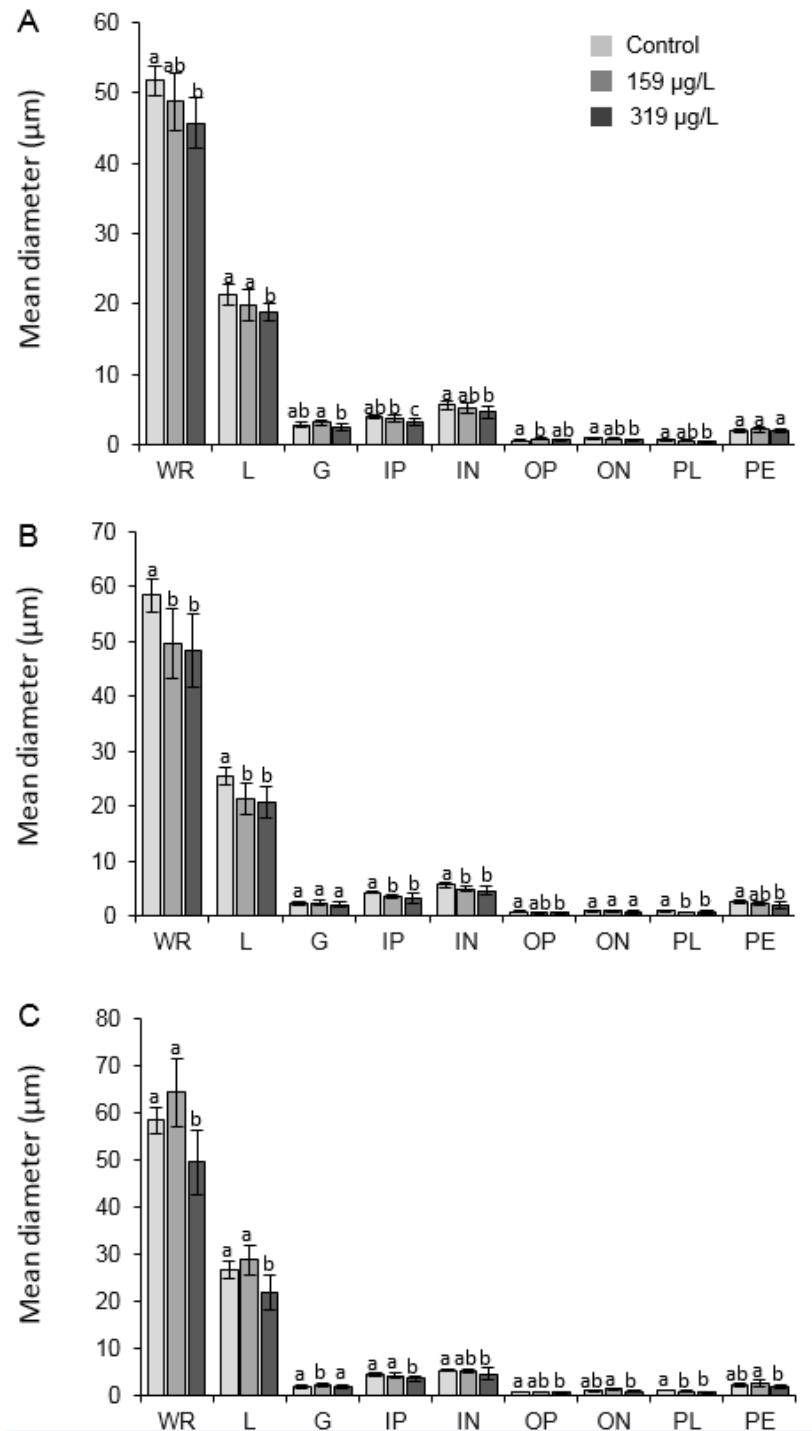 A
Mean diameter (µm)
60
50
40
30
20
10
0
Control
159 µg/L
319 µg/L
a ab b
a a b
ab a b
ab b c
a ab b
a b ab
a ab b
a ab b
a a a
WR L G IP IN OP ON PL PE
B
Mean diameter (µm)
70
60
50
40
30
20
10
0
a b b
a b b
a a a
a b b
a b b
a ab b
a a a
a b b
a ab b
WR L G IP IN OP ON PL PE
C
Mean diameter (µm)
80
70
60
50
40
30
20
10
0
a a b
a a b
a b a
a a b
a ab b
a ab b
ab a b
a b b
ab a b
WR L G IP IN OP ON PL PE